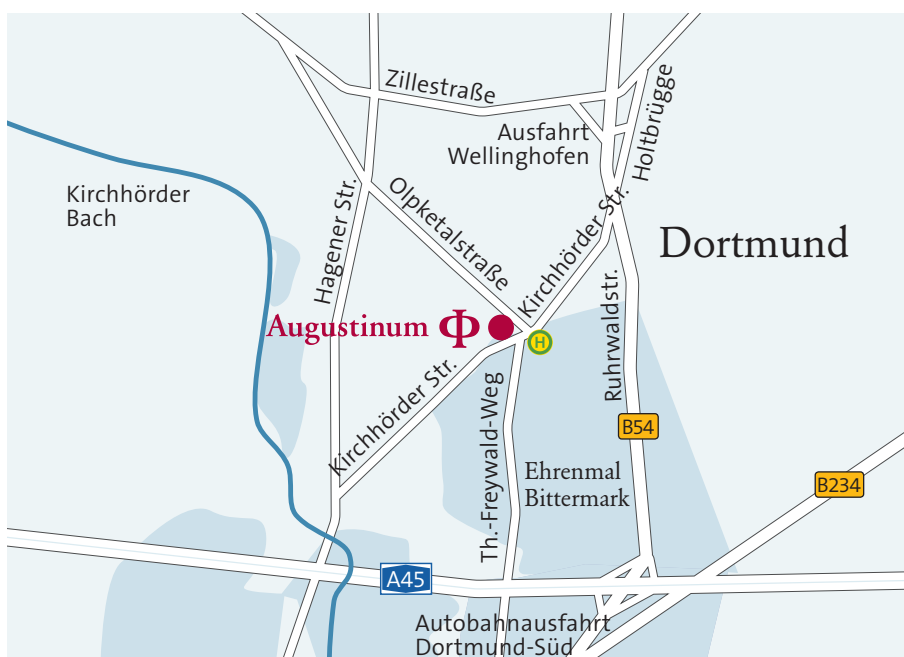 Zillestraße
Ausfahrt
Wellinghofen
Holtbrügge
Kirchhörder
Bach
Hagener Str.
Olpketalstraße
Kirchhörder Str.
Dortmund
Augustinum Φ
H
Ruhrwaldstr.
Kirchhörder Str.
Th.-Freywald-Weg
B54
Ehrenmal
Bittermark
B234
A45
Autobahnausfahrt
Dortmund-Süd